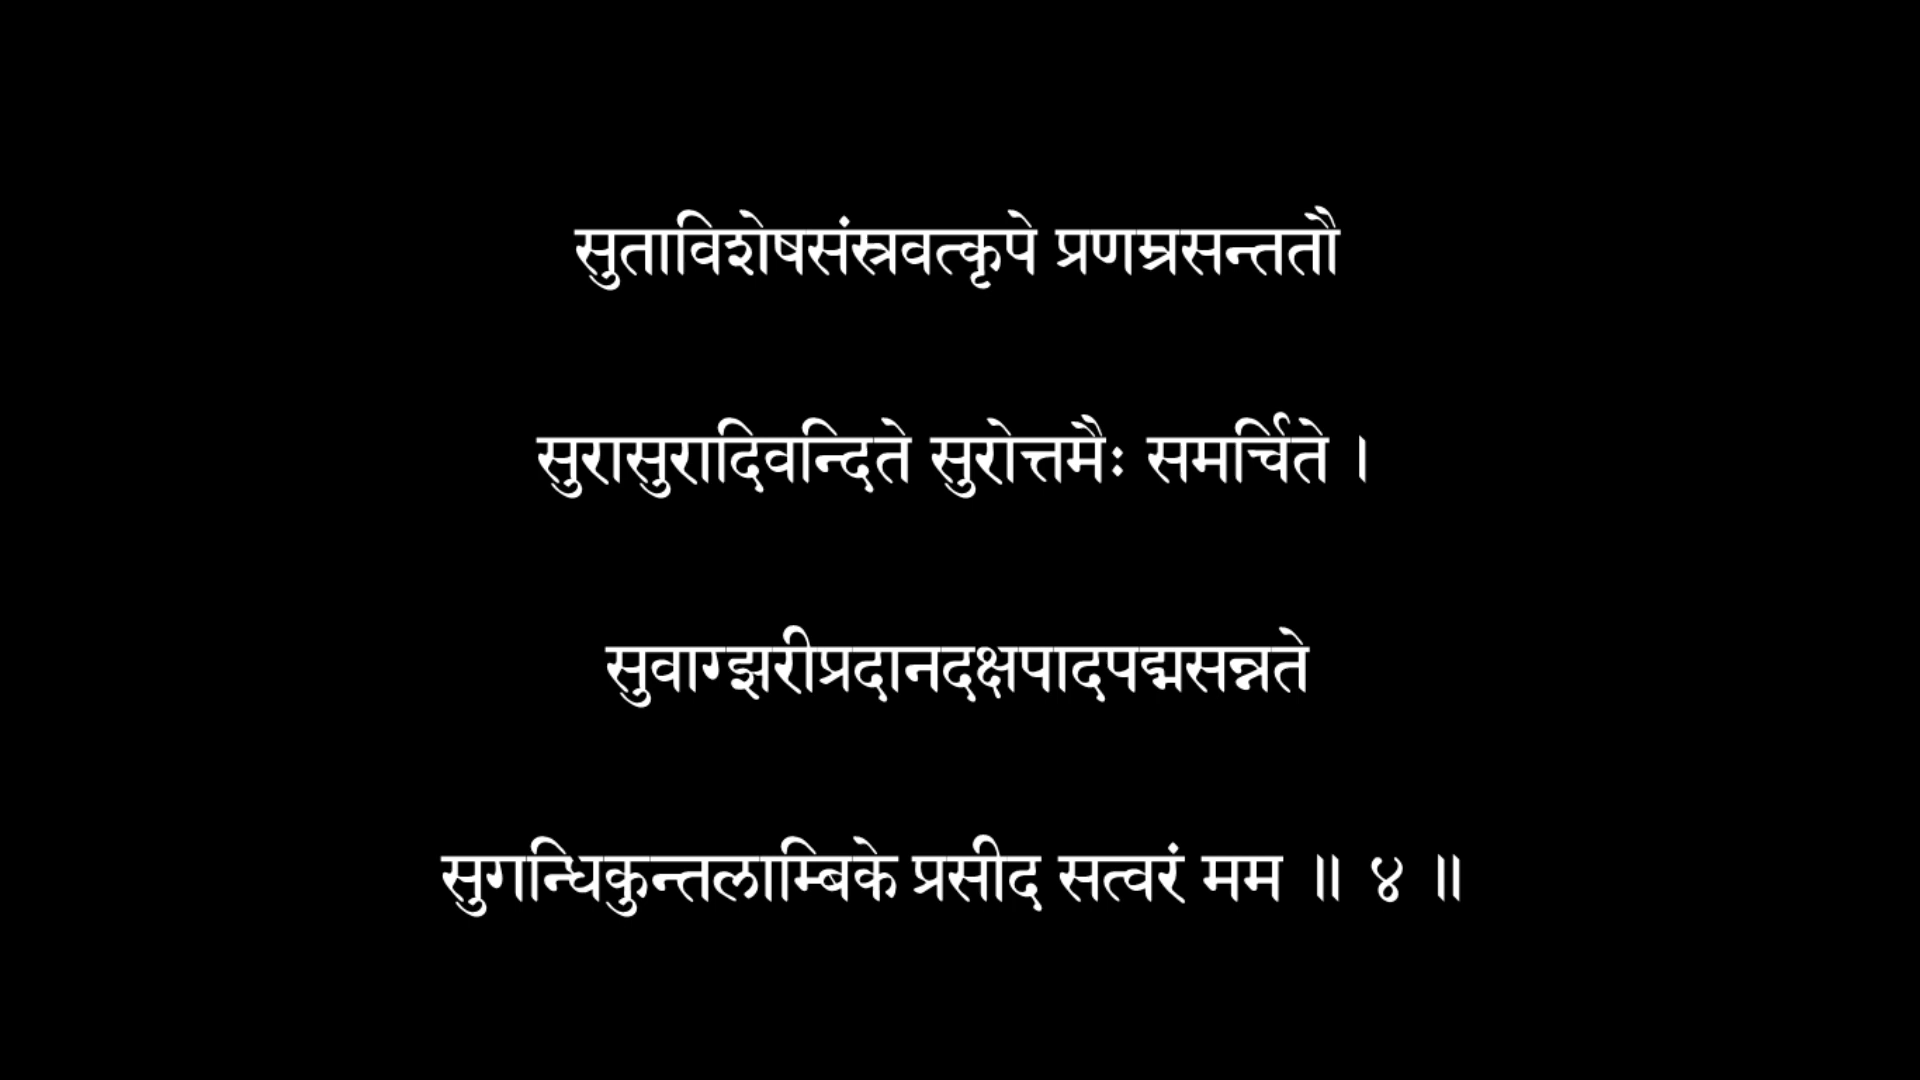 सुताविशेषसंस्रवत्कृपे प्रणम्रसन्ततौ
सुरासुरादिवन्दिते सुरोत्तमैः समर्चिते ।
सुवाग्झरीप्रदानदक्षपादपद्मसन्नते
सुगन्धिकुन्तलाम्बिके प्रसीद सत्वरं मम ॥ ४ ॥